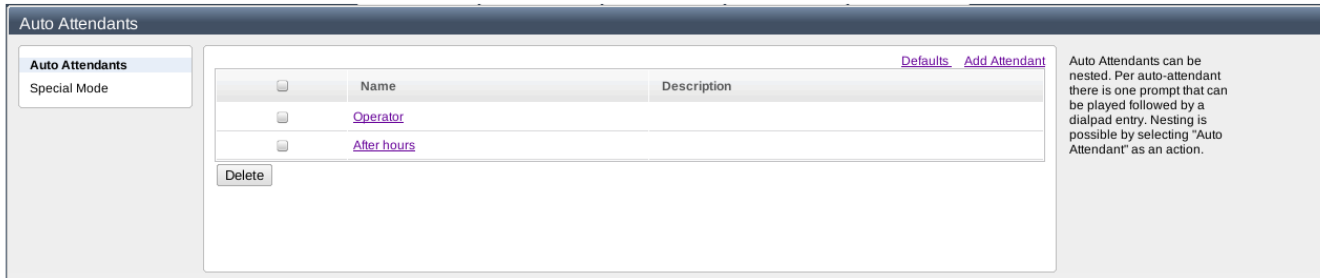 Auto Attendants
Auto Attendants
Special Mode
Defaults Add Attendant
Name Description
Operator
After hours
Delete
Auto Attendants can be
nested. Per auto-attendant
there is one prompt that can
be played followed by a
dialpad entry. Nesting is
possible by selecting "Auto
Attendant" as an action.